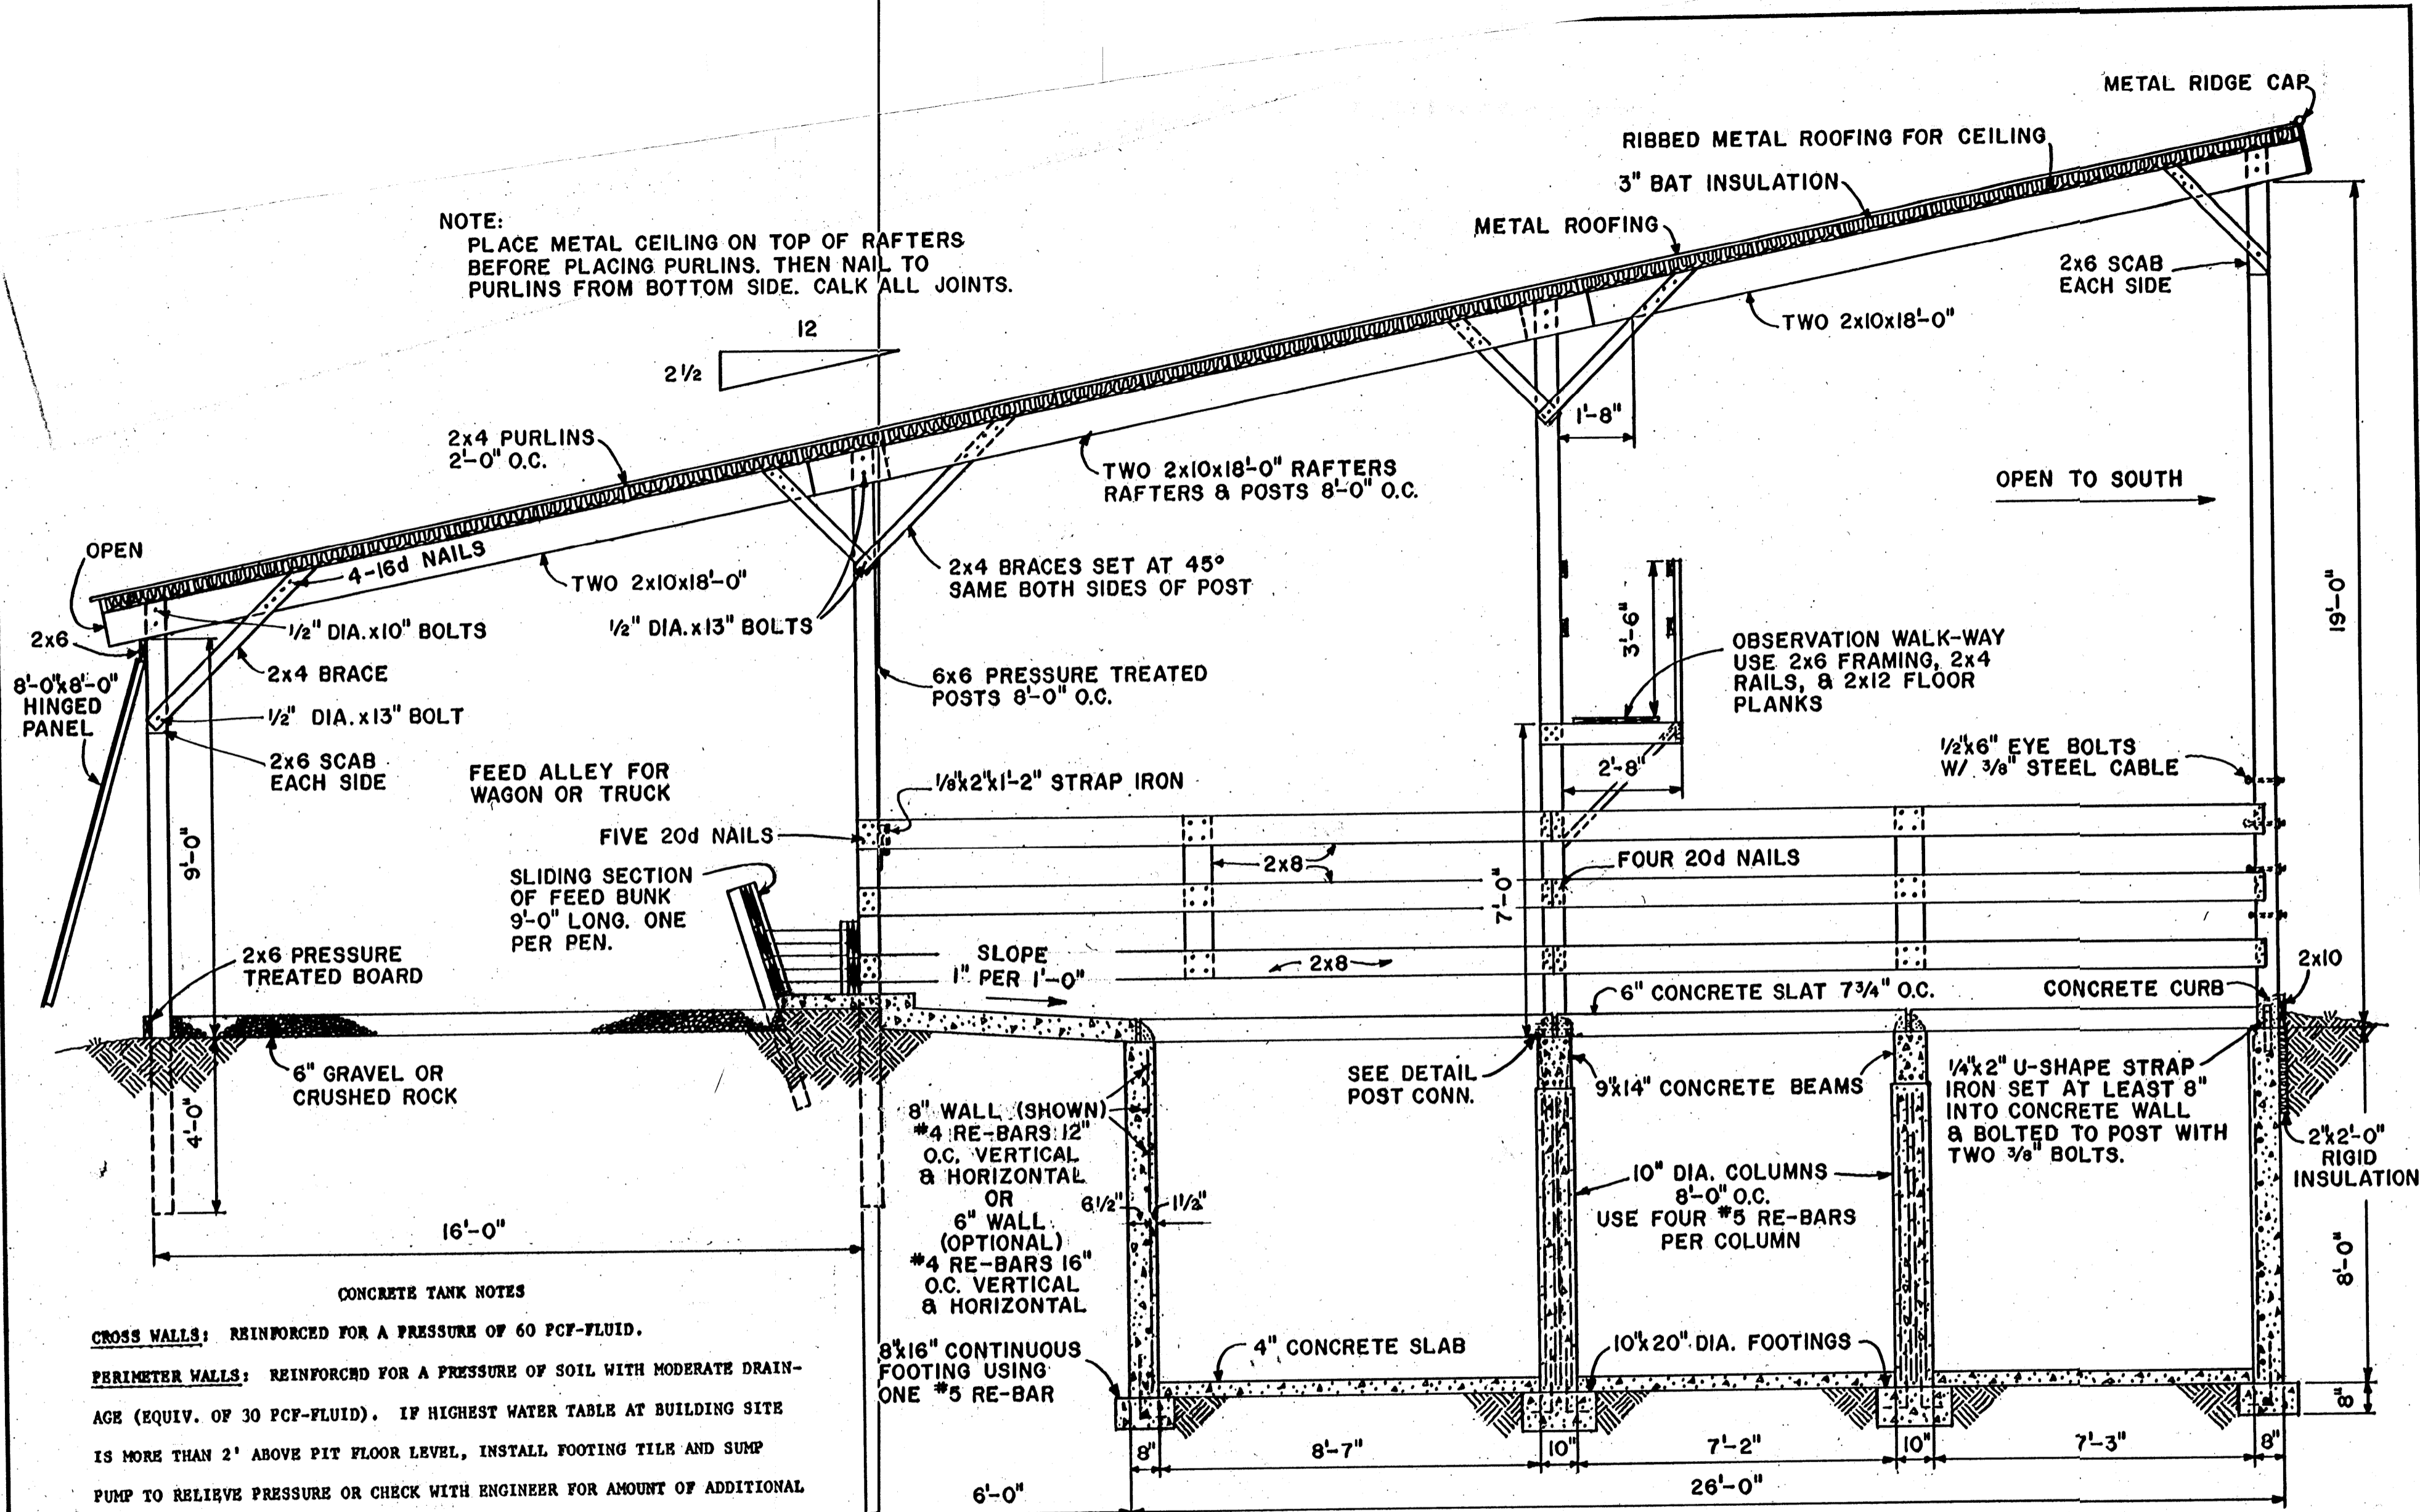 METAL RIDGE CAP
RIBBED METAL ROOFING FOR CEILING
3" BAT INSULATION
METAL ROOFING
NOTE:
PLACE METAL CEILING ON TOP OF RAFTERS
BEFORE PLACING PURLINS. THEN NAIL TO
PURLINS FROM BOTTOM SIDE. CALK ALL JOINTS.
12
2 1/2
2x6 SCAB
EACH SIDE
TWO 2x10x18'-0"
1'-8"
2x4 PURLINS
2'-0" O.C.
TWO 2x10x18'-0" RAFTERS
RAFTERS & POSTS 8'-0" O.C.
OPEN TO SOUTH
OPEN
4-16d NAILS
TWO 2x10x18'-0"
2x4 BRACES SET AT 45°
SAME BOTH SIDES OF POST
19'-0"
1/2" DIA.x10" BOLTS
1/2" DIA.x13" BOLTS
3'-6"
2x6
2x4 BRACE
8'-0"x8'-0"
HINGED
PANEL
1/2" DIA.x13" BOLT
6x6 PRESSURE TREATED
POSTS 8'-0" O.C.
OBSERVATION WALK-WAY
USE 2x6 FRAMING, 2x4
RAILS, & 2x12 FLOOR
PLANKS
2x6 SCAB
EACH SIDE
FEED ALLEY FOR
WAGON OR TRUCK
1/8"x2"x1'-2" STRAP IRON
2'-8"
1/2"x6" EYE BOLTS
W/ 3/8" STEEL CABLE
FIVE 20d NAILS
9'-0"
SLIDING SECTION
OF FEED BUNK
9'-0" LONG. ONE
PER PEN.
2x8
FOUR 20d NAILS
7'-0"
2x6 PRESSURE
TREATED BOARD
SLOPE
1" PER 1'-0"
2x8
2x10
6" CONCRETE SLAT 7 3/4" O.C.
CONCRETE CURB
6" GRAVEL OR
CRUSHED ROCK
4'-0"
SEE DETAIL
POST CONN.
9"x14" CONCRETE BEAMS
1/4"x2" U-SHAPE STRAP
IRON SET AT LEAST 8"
INTO CONCRETE WALL
& BOLTED TO POST WITH
TWO 3/8" BOLTS.
2"x2'-0"
RIGID
INSULATION
8" WALL (SHOWN)
#4 RE-BARS 12"
O.C. VERTICAL
& HORIZONTAL
OR
6" WALL
(OPTIONAL)
#4 RE-BARS 16"
O.C. VERTICAL
& HORIZONTAL
6 1/2"
1 1/2"
10" DIA. COLUMNS
8'-0" O.C.
USE FOUR #5 RE-BARS
PER COLUMN
16'-0"
8'-0"
8"x16" CONTINUOUS
FOOTING USING
ONE #5 RE-BAR
4" CONCRETE SLAB
10"x20" DIA. FOOTINGS
8"
8"
8'-7"
10"
7'-2"
10"
7'-3"
8"
6'-0"
26'-0"
CONCRETE TANK NOTES
CROSS WALLS: REINFORCED FOR A PRESSURE OF 60 PCF-FLUID.
PERIMETER WALLS: REINFORCED FOR A PRESSURE OF SOIL WITH MODERATE DRAIN-
AGE (EQUIV. OF 30 PCF-FLUID). IF HIGHEST WATER TABLE AT BUILDING SITE
IS MORE THAN 2' ABOVE PIT FLOOR LEVEL, INSTALL FOOTING TILE AND SUMP
PUMP TO RELIEVE PRESSURE OR CHECK WITH ENGINEER FOR AMOUNT OF ADDITIONAL